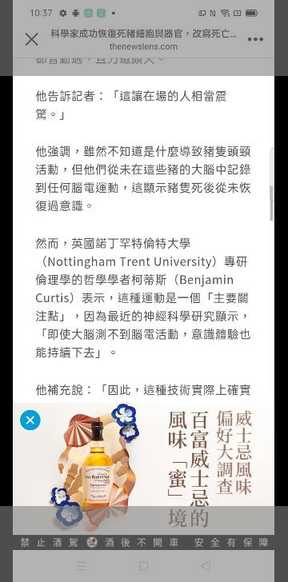 10:37
科學家成功恢復死豬細胞與器官，改寫死亡...
thenewslens.com
他告訴記者：「這讓在場的人相當震
驚。」
他強調，雖然不知道是什麼導致豬隻頭頸
活動，但他們從未在這些豬的大腦中記錄
到任何腦電運動，這顯示豬隻死後從未恢
復過意識。
然而，英國諾丁罕特倫特大學
（Nottingham Trent University）專研
倫理學的哲學學者柯蒂斯（Benjamin
Curtis）表示，這種運動是一個「主要關
注點」，因為最近的神經科學研究顯示，
「即使大腦測不到腦電活動，意識體驗也
能持續下去」。
他補充說：「因此，這種技術實際上確實
威士忌風味
偏好大調查
百富威士忌的
風味「蜜」境
禁止酒駕 酒後不開車 安全有保障